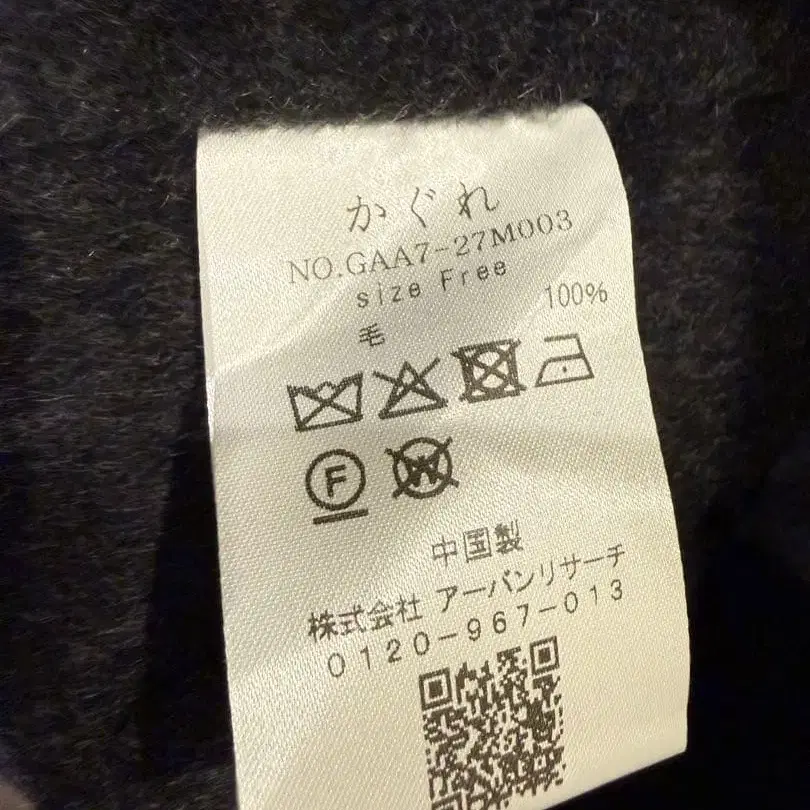 かぐれ
NO.GAA7-27M003
size Free
毛 100%
F
W
中国製
株式会社 アーバンリサーチ
0120-967-013